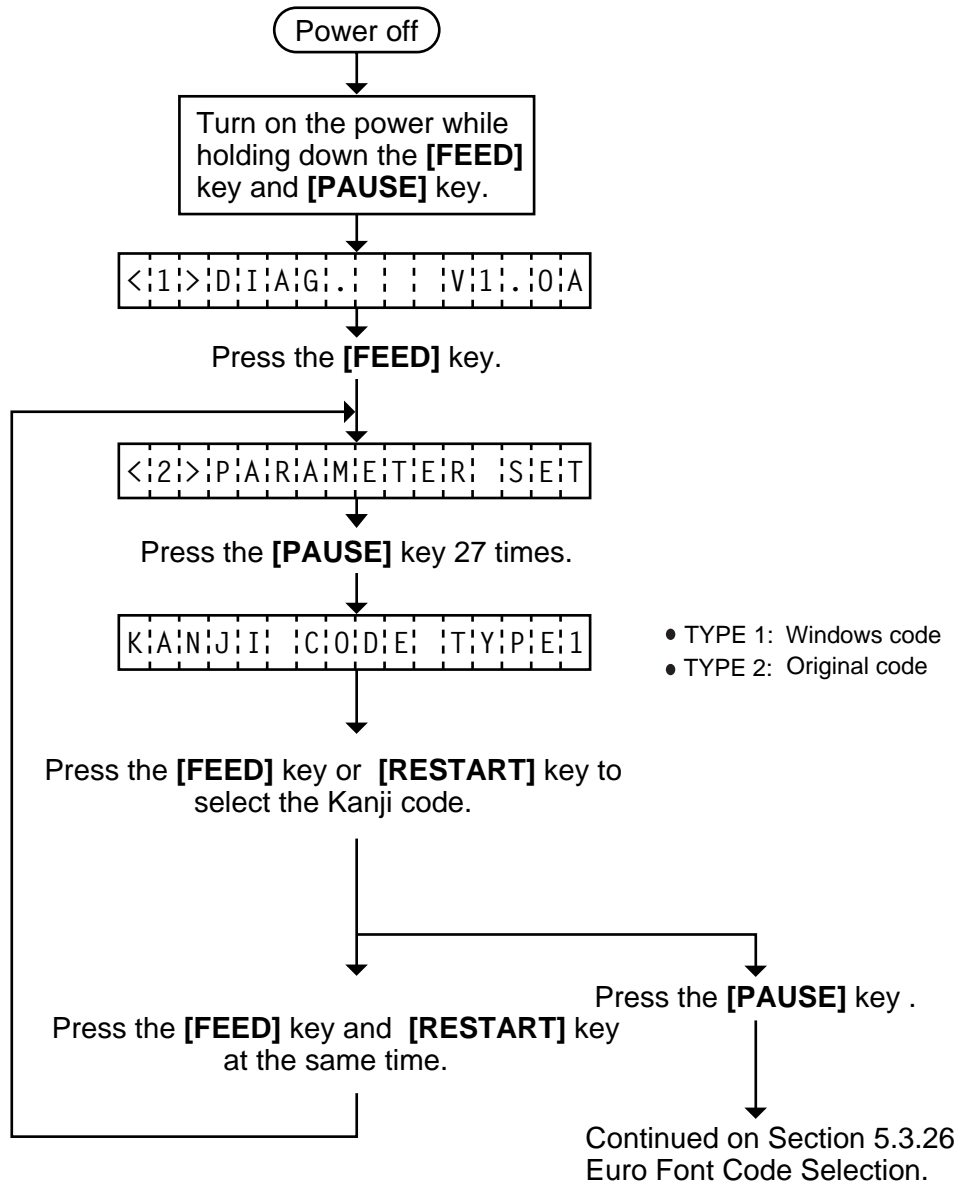 Power off
Turn on the power while
holding down the [FEED]
key and [PAUSE] key.
<1>DIAG.   V1.0A
Press the [FEED] key.
<2>PARAMETER SET
Press the [PAUSE] key 27 times.
KANJI CODE TYPE1
• TYPE 1: Windows code
• TYPE 2: Original code
Press the [FEED] key or [RESTART] key to
select the Kanji code.
Press the [PAUSE] key .
Press the [FEED] key and [RESTART] key
at the same time.
Continued on Section 5.3.26
Euro Font Code Selection.